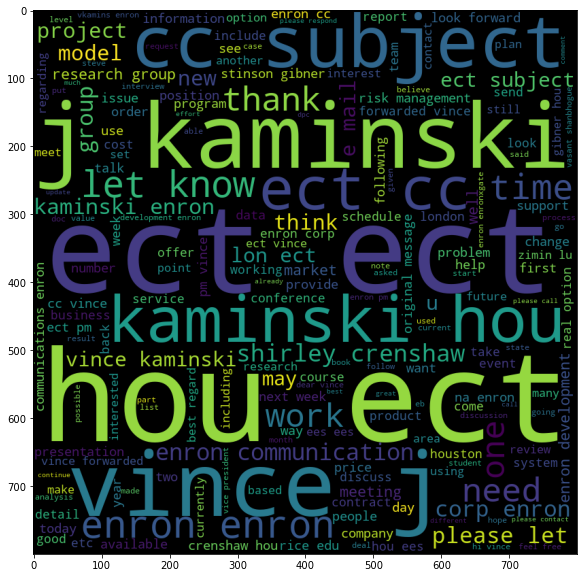 level
vkamins enron
information
option
enron cc
report
look forward
please respond
comment
steve
project
cc subject
request
case
regarding
include
see
another
plan
team
contact
0
model
research group
stinson gibner
interest
ect subject
put
much
interview
believe
issue
new
position
thank
e mail
risk management
send
vasant shanbhogue
100
group
order
program
effort
able
dpc
forwarded vince
still
gibner hou
meet
use
cost
set
talk
look
said
j kaminski
200
update
let know
ect cc
time
following
given
enron enronxgate
kaminski enron
300
doc
value
development enron
week
data
think
schedule
london
well
support
process
ect ect
offer
ect vince
enron corp
note
go
change
number
point
pm vince
lon ect
working
market
problem
help
asked
already
zimin lu
first
start
enron pm
400
cc vince
service
conference
provide
original message
u
future
please call
real option
communications enron
business
ect pm
back
kaminski hou
used
current
result
500
vince kaminski
shirley crenshaw
research
book
follow
want
take
event
state
interested
may
course
dear vince
best
possible
including
next week
hou ect
part
list
best regard
work
great
eb
call
going
na enron
come
many
600
ees ees
product
discussion
way
area
one
enron development
presentation
enron communication
houston
review
vince forwarded
month
price
student
using
system
vince j
need
continue
made
make
year
two
vice president
based
discuss
meeting
700
analysis
detail
currently
contract
day
corp enron
today
enron enron
people
different
hope
please contact
good
etc
available
crenshaw hou
rice edu
company
deal
hi vince
feel free
please let
hou ees
0 100 200 300 400 500 600 700